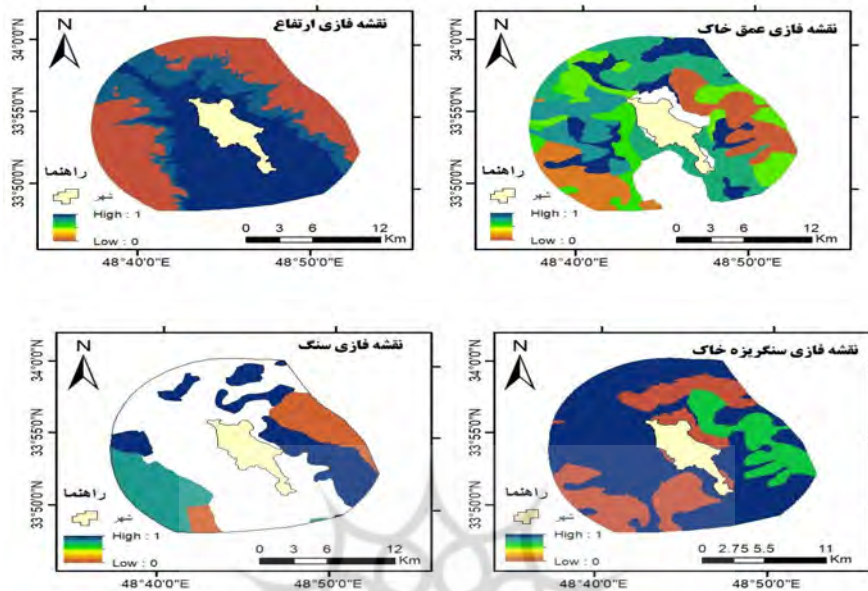 نقشه فازی ارتفاع
N
34°0'0"N
33°55'0"N
33°50'0"N
راهنما
شهر
High : 1
Low : 0
0 3 6 12
Km
48°40'0"E 48°50'0"E
نقشه فازی عمق خاک
N
34°0'0"N
33°55'0"N
33°50'0"N
راهنما
شهر
High : 1
Low : 0
0 3 6 12
Km
48°40'0"E 48°50'0"E
نقشه فازی سنگ
N
34°0'0"N
33°55'0"N
33°50'0"N
راهنما
شهر
High : 1
Low : 0
0 3 6 12
Km
48°40'0"E 48°50'0"E
نقشه فازی سنگریزه خاک
N
34°0'0"N
33°55'0"N
33°50'0"N
راهنما
شهر
High : 1
Low : 0
0 2.75 5.5 11
Km
48°40'0"E 48°50'0"E